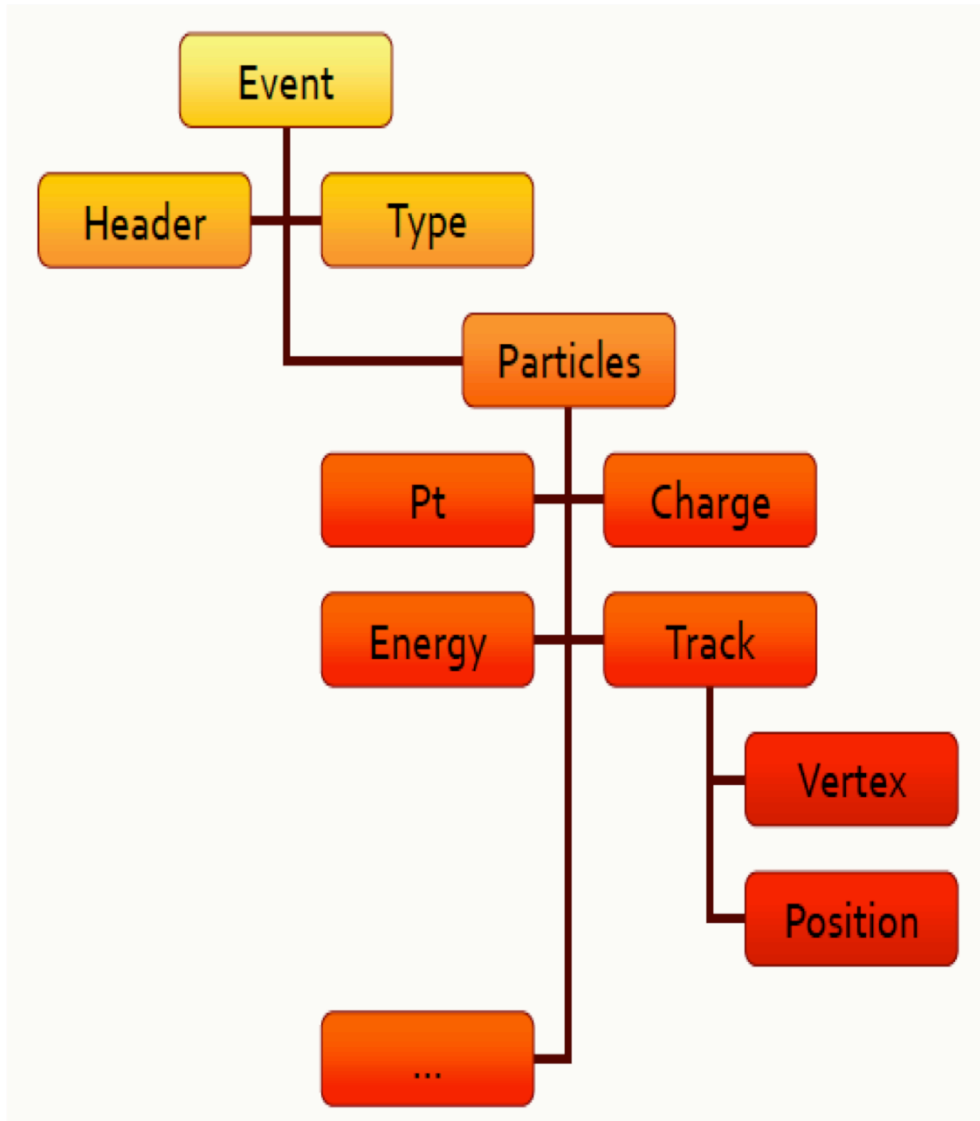 Event
Header
Type
Particles
Pt
Charge
Energy
Track
Vertex
Position
...